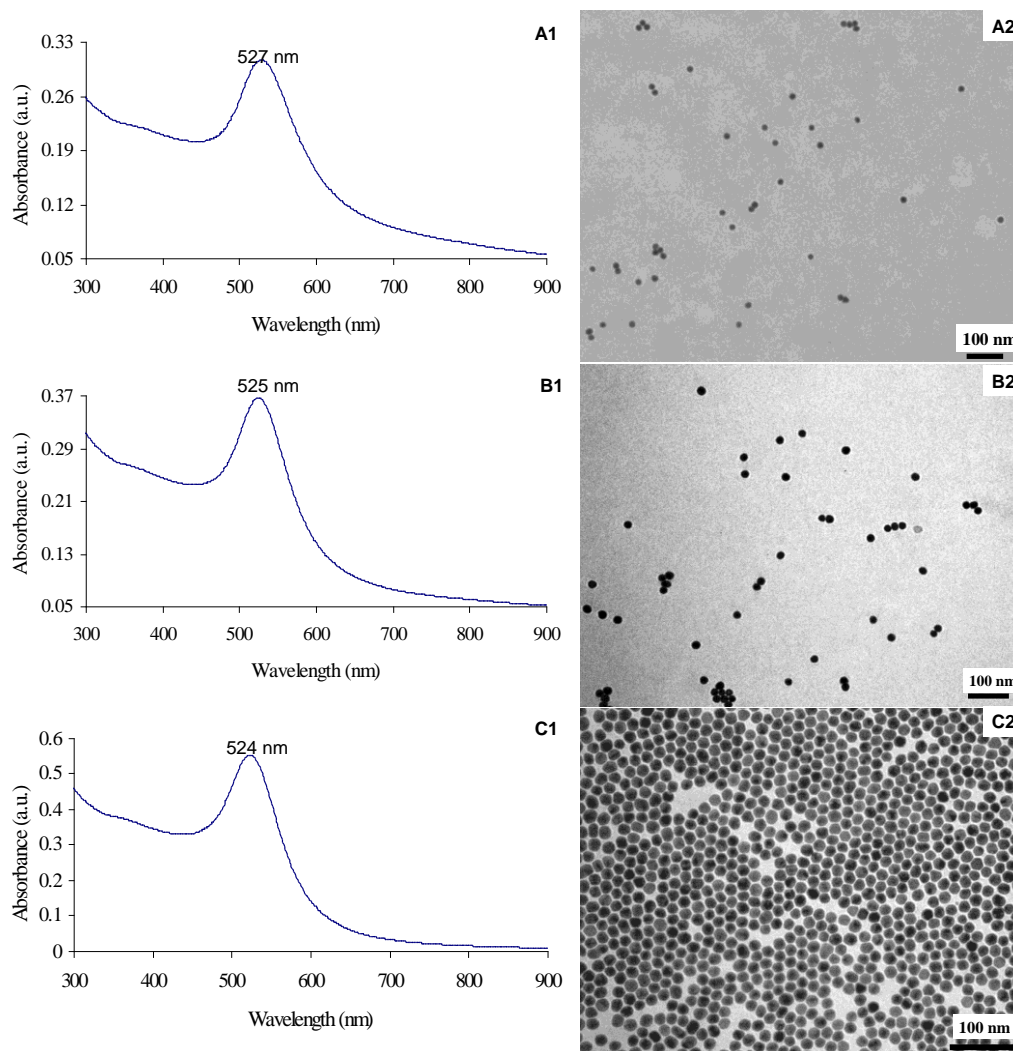 A1
527 nm
0.33
0.26
0.19
0.12
0.05
Absorbance (a.u.)
300 400 500 600 700 800 900
Wavelength (nm)
A2
100 nm
B1
525 nm
0.37
0.29
0.21
0.13
0.05
Absorbance (a.u.)
300 400 500 600 700 800 900
Wavelength (nm)
B2
100 nm
C1
524 nm
0.6
0.5
0.4
0.3
0.2
0.1
0
Absorbance (a.u.)
300 400 500 600 700 800 900
Wavelength (nm)
C2
100 nm